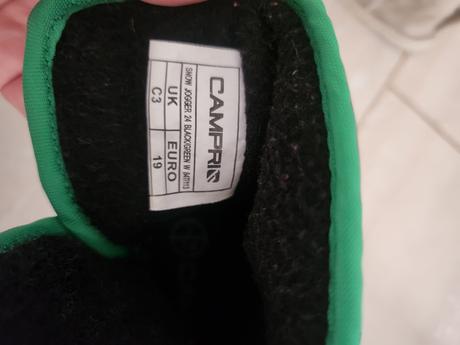 CAMPRI
SNOW JOGGER 24 BLACK/GREEN W
UK EURO
C3 19